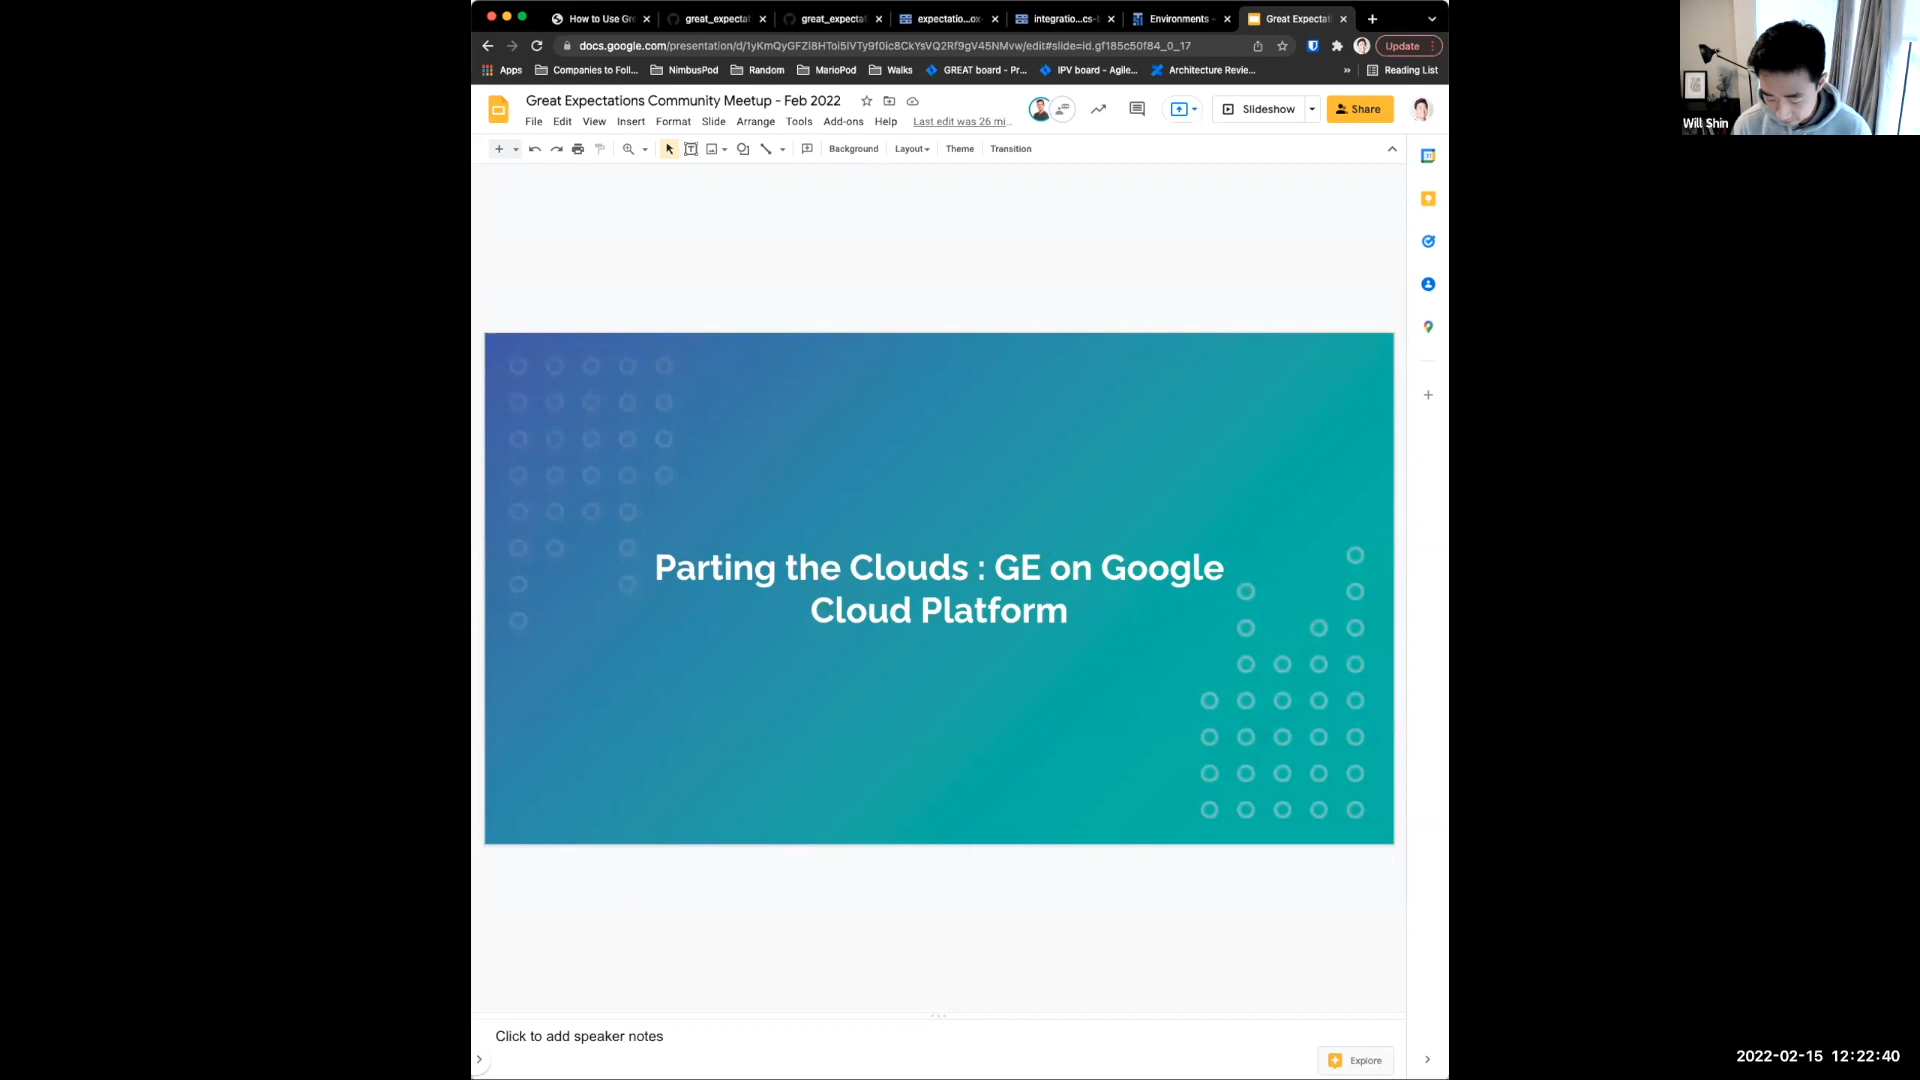 How to Use Gr
great_expectat
great_expectat
expectatio...ox-
integratio...cs-t
Environments -
Great Expectati
docs.google.com/presentation/d/1yKmQyGFZi8HToi5IVTy9f0ic8CkYsVQ2Rf9gV45NMvw/edit#slide=id.gf185c50f84_0_17
Update
Apps
Companies to Foll...
NimbusPod
Random
MarioPod
Walks
GREAT board - Pr...
IPV board - Agile...
Architecture Revie...
»
Reading List
Will Shin
Great Expectations Community Meetup - Feb 2022
Slideshow
Share
File Edit View Insert Format Slide Arrange Tools Add-ons Help Last edit was 26 mi...
Background Layout Theme Transition
Parting the Clouds : GE on Google
Cloud Platform
Click to add speaker notes
Explore
2022-02-15 12:22:40